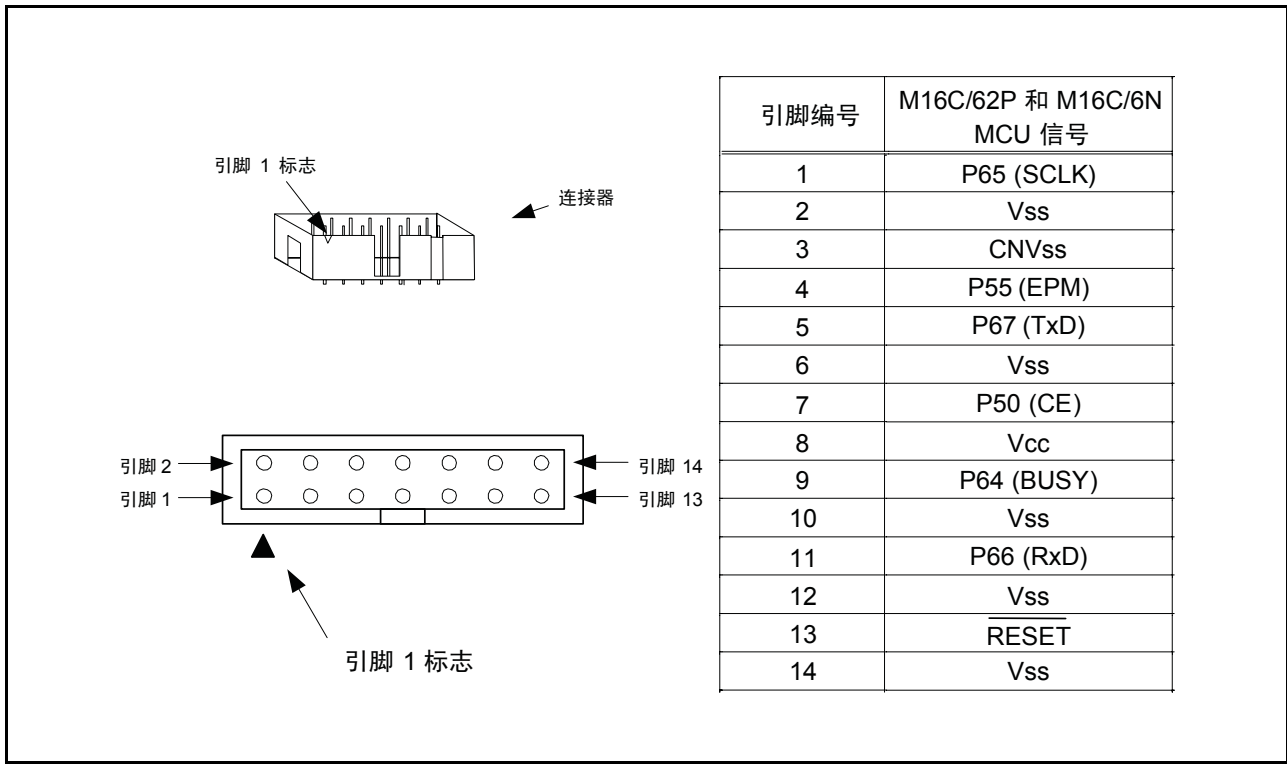 引脚 1 标志
连接器
引脚 2
引脚 1
引脚 14
引脚 13
引脚 1 标志
引脚编号 M16C/62P 和 M16C/6N
MCU 信号
1 P65 (SCLK)
2 Vss
3 CNVss
4 P55 (EPM)
5 P67 (TxD)
6 Vss
7 P50 (CE)
8 Vcc
9 P64 (BUSY)
10 Vss
11 P66 (RxD)
12 Vss
13 R̅E̅S̅E̅T̅
14 Vss